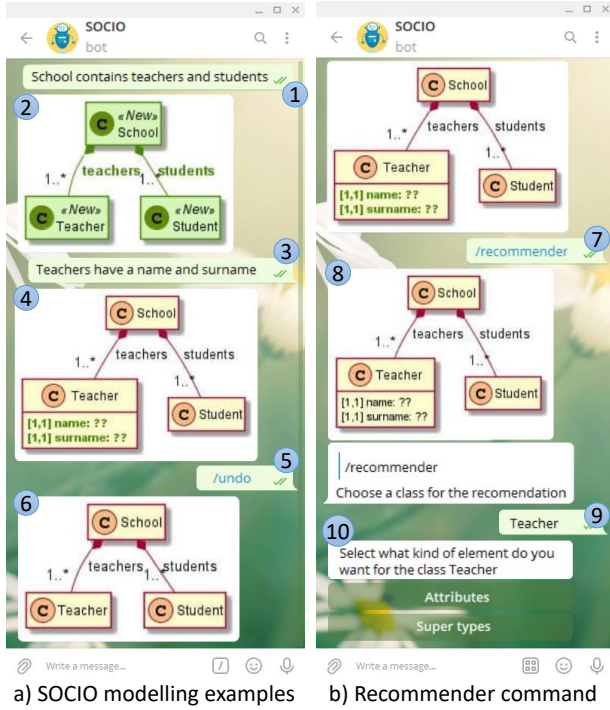 SOCIO
bot
School contains teachers and students
1
2
C «New»
School
teachers students
1..* 1..*
C «New»
Teacher
C «New»
Student
3
Teachers have a name and surname
4
C School
teachers students
1..*
1..*
C Teacher
[1,1] name: ??
[1,1] surname: ??
C Student
5
/undo
6
C School
teachers students
1..* 1..*
C Teacher
C Student
Write a message...
a) SOCIO modelling examples
SOCIO
bot
C School
teachers students
1..*
1..*
C Teacher
[1,1] name: ??
[1,1] surname: ??
C Student
7
/recommender
8
C School
teachers students
1..*
1..*
C Teacher
[1,1] name: ??
[1,1] surname: ??
C Student
/recommender
Choose a class for the recomendation
9
Teacher
10
Select what kind of element do you
want for the class Teacher
Attributes
Super types
Write a message...
b) Recommender command